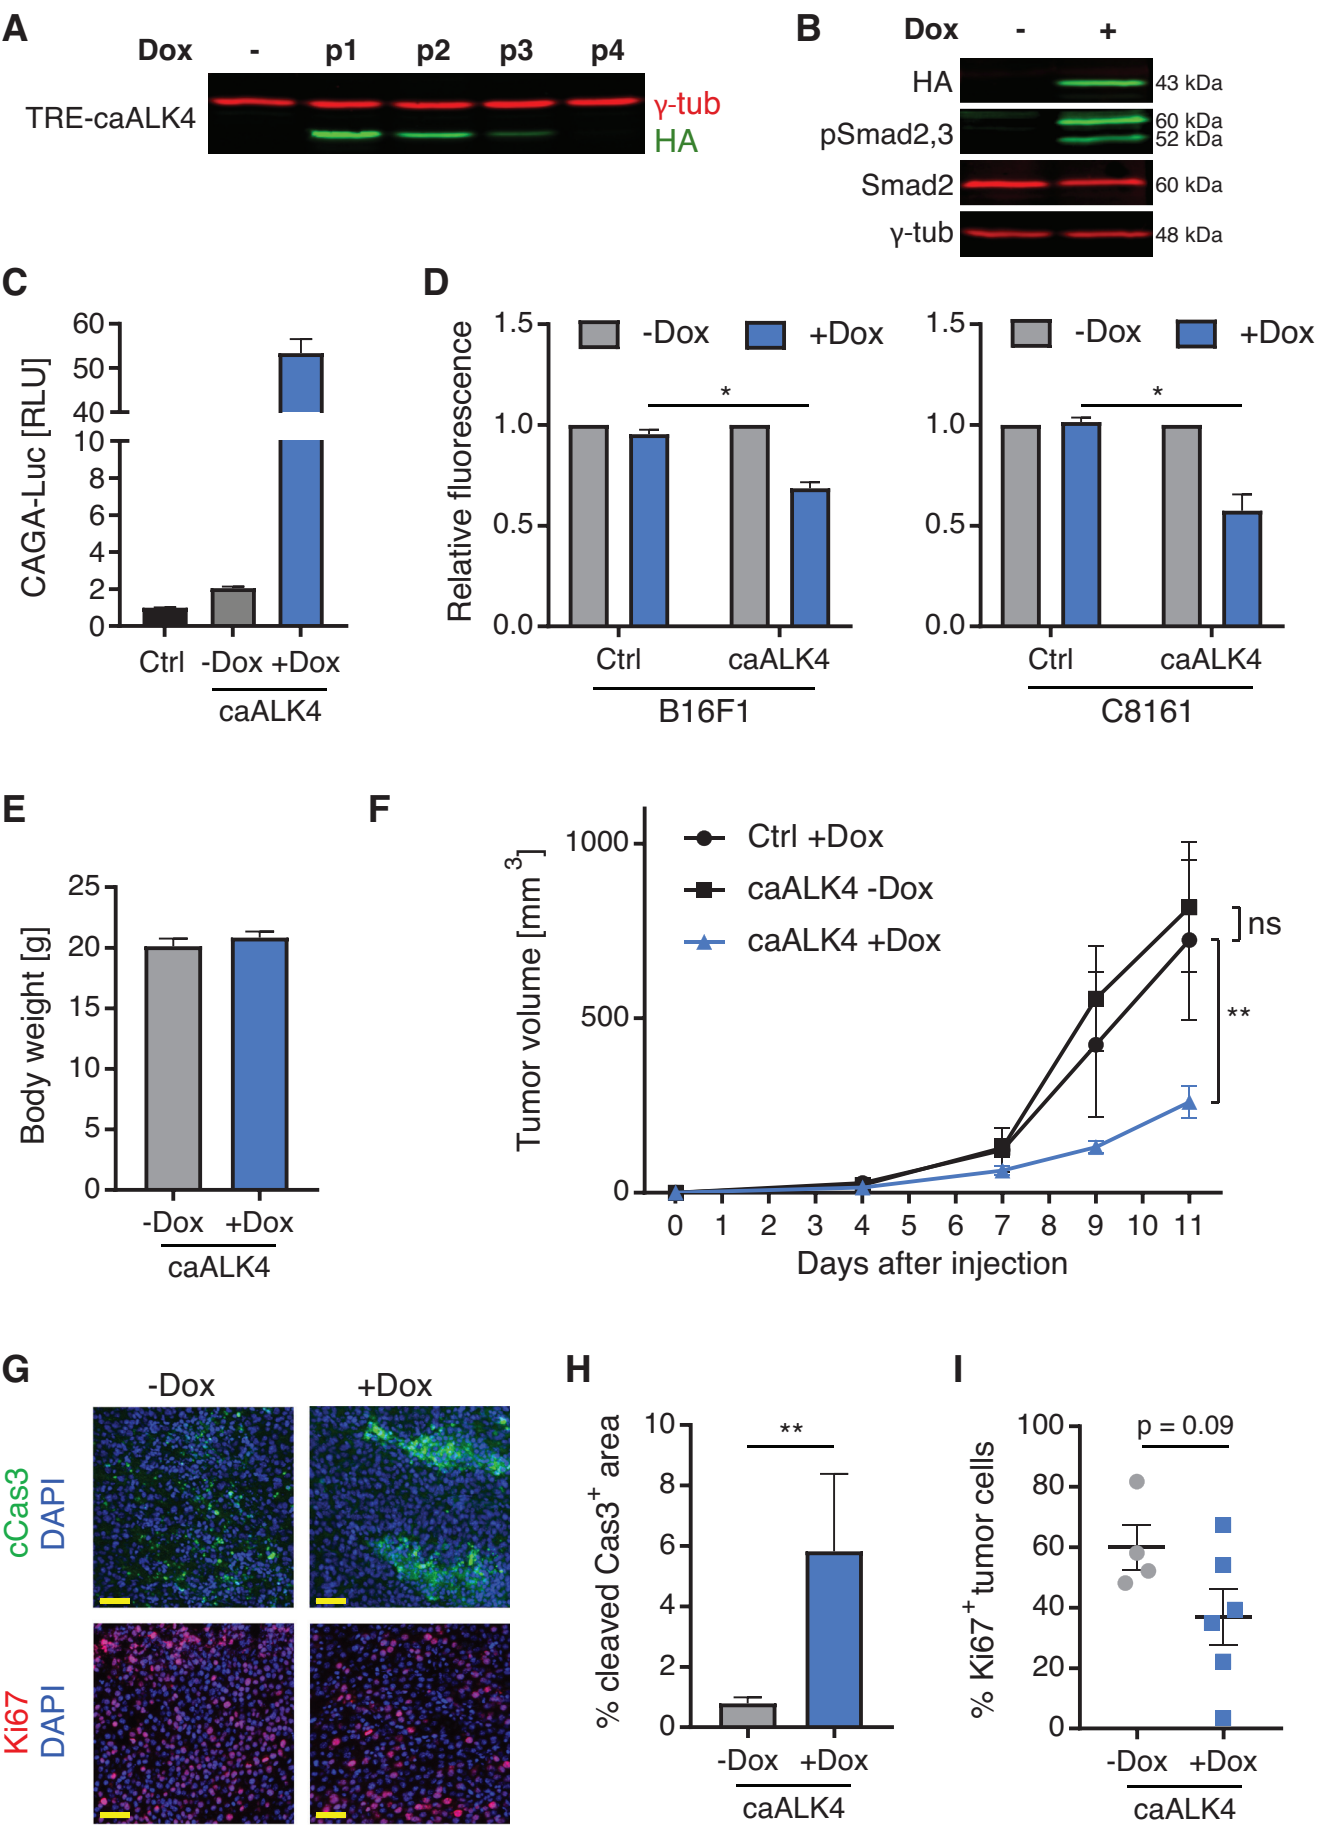 A
Dox - p1 p2 p3 p4
TRE-caALK4
γ-tub
HA
B
Dox - +
HA 43 kDa
pSmad2,3 60 kDa
52 kDa
Smad2 60 kDa
γ-tub 48 kDa
C
CAGA-Luc [RLU]
60
50
40
10
8
6
4
2
0
Ctrl -Dox +Dox
caALK4
D
Relative fluorescence
1.5
1.0
0.5
0.0
-Dox +Dox
*
Ctrl caALK4
B16F1
1.5
1.0
0.5
0.0
-Dox +Dox
*
Ctrl caALK4
C8161
E
Body weight [g]
25
20
15
10
5
0
-Dox +Dox
caALK4
F
Tumor volume [mm3]
1000
500
0
Ctrl +Dox
caALK4 -Dox
caALK4 +Dox
ns
**
0 1 2 3 4 5 6 7 8 9 10 11
Days after injection
G
-Dox +Dox
cCas3
DAPI
Ki67
DAPI
H
% cleaved Cas3+ area
10
8
6
4
2
0
**
-Dox +Dox
caALK4
I
% Ki67+ tumor cells
100
80
60
40
20
0
p = 0.09
-Dox +Dox
caALK4